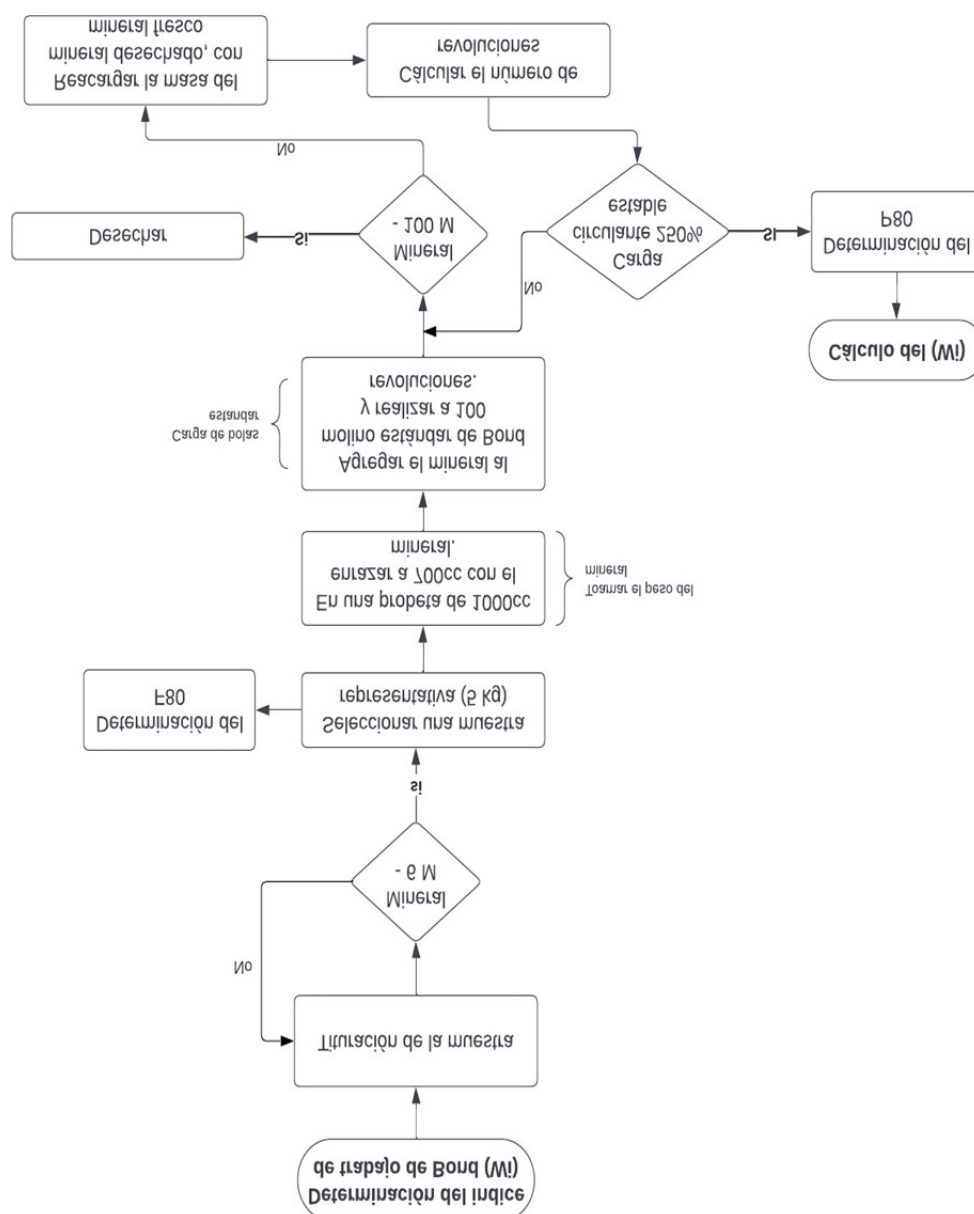 Determinación del índice
de trabajo de Bond (Wi)
Tituración de la muestra
No
Mineral
- 6 M
si
Seleccionar una muestra
representativa (5 kg)
Determinación del
F80
En una probeta de 1000cc
enrazar a 700cc con el
mineral.
Toamar el peso del
mineral
Agregar el mineral al
molino estándar de Bond
y realizar a 100
revoluciones.
Carga de bolas
estandar
Mineral
- 100 M
Si
Desechar
No
Reacargar la masa del
mineral desechado, con
mineral fresco
Cálcular el número de
revoluciones
Carga
circulante 250%
estable
No
SI
Determinación del
P80
Cálculo del (Wi)